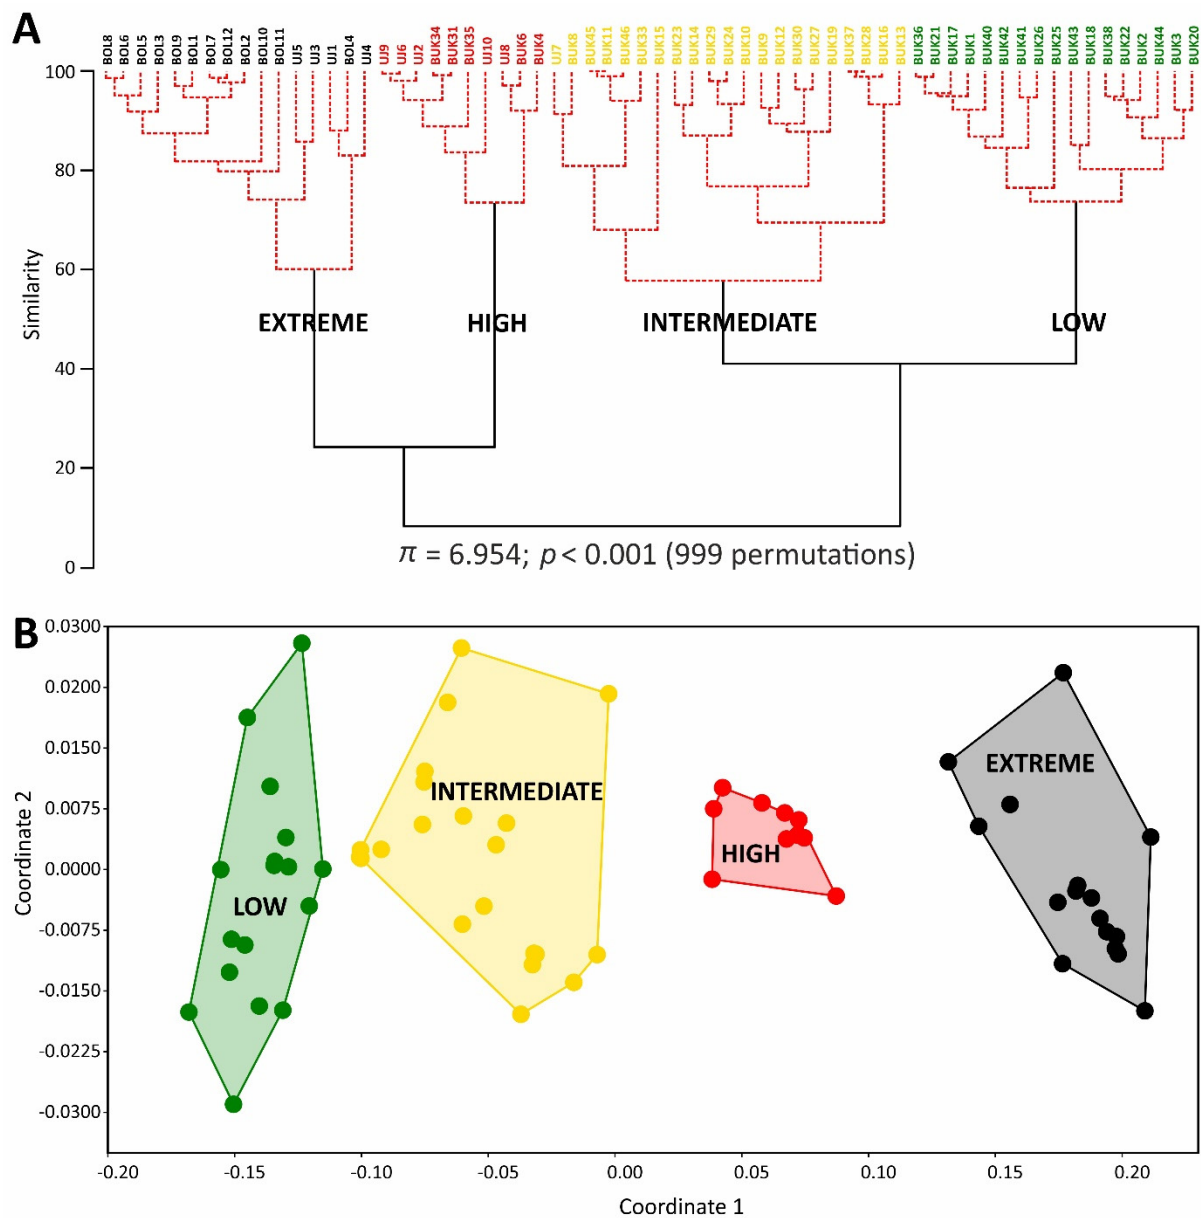 A
BOL8 BOL6 BOL5 BOL3 BOL9 BOL1 BOL7 BOL12 BOL2 BOL10 BOL11 UJ5 UJ3 UJ1 BOL4 UJ4 UJ9 UJ6 UJ2 BUK34 BUK31 BUK35 UJ10 UJ8 BUK6 BUK4 UJ7 BUK8 BUK45 BUK11 BUK46 BUK33 BUK15 BUK23 BUK14 BUK29 BUK24 BUK10 BUK9 BUK12 BUK30 BUK27 BUK19 BUK37 BUK28 BUK16 BUK13 BUK36 BUK21 BUK17 BUK1 BUK40 BUK42 BUK41 BUK26 BUK25 BUK43 BUK18 BUK38 BUK22 BUK2 BUK44 BUK3 BUK20
100
80
60
40
20
0
Similarity
EXTREME HIGH INTERMEDIATE LOW
π = 6.954; p < 0.001 (999 permutations)
B
0.0300
0.0200
0.0150
0.0075
0.0000
-0.0075
-0.0150
-0.0225
-0.0300
Coordinate 2
LOW
INTERMEDIATE
HIGH
EXTREME
-0.20 -0.15 -0.10 -0.05 0.00 0.05 0.10 0.15 0.20
Coordinate 1